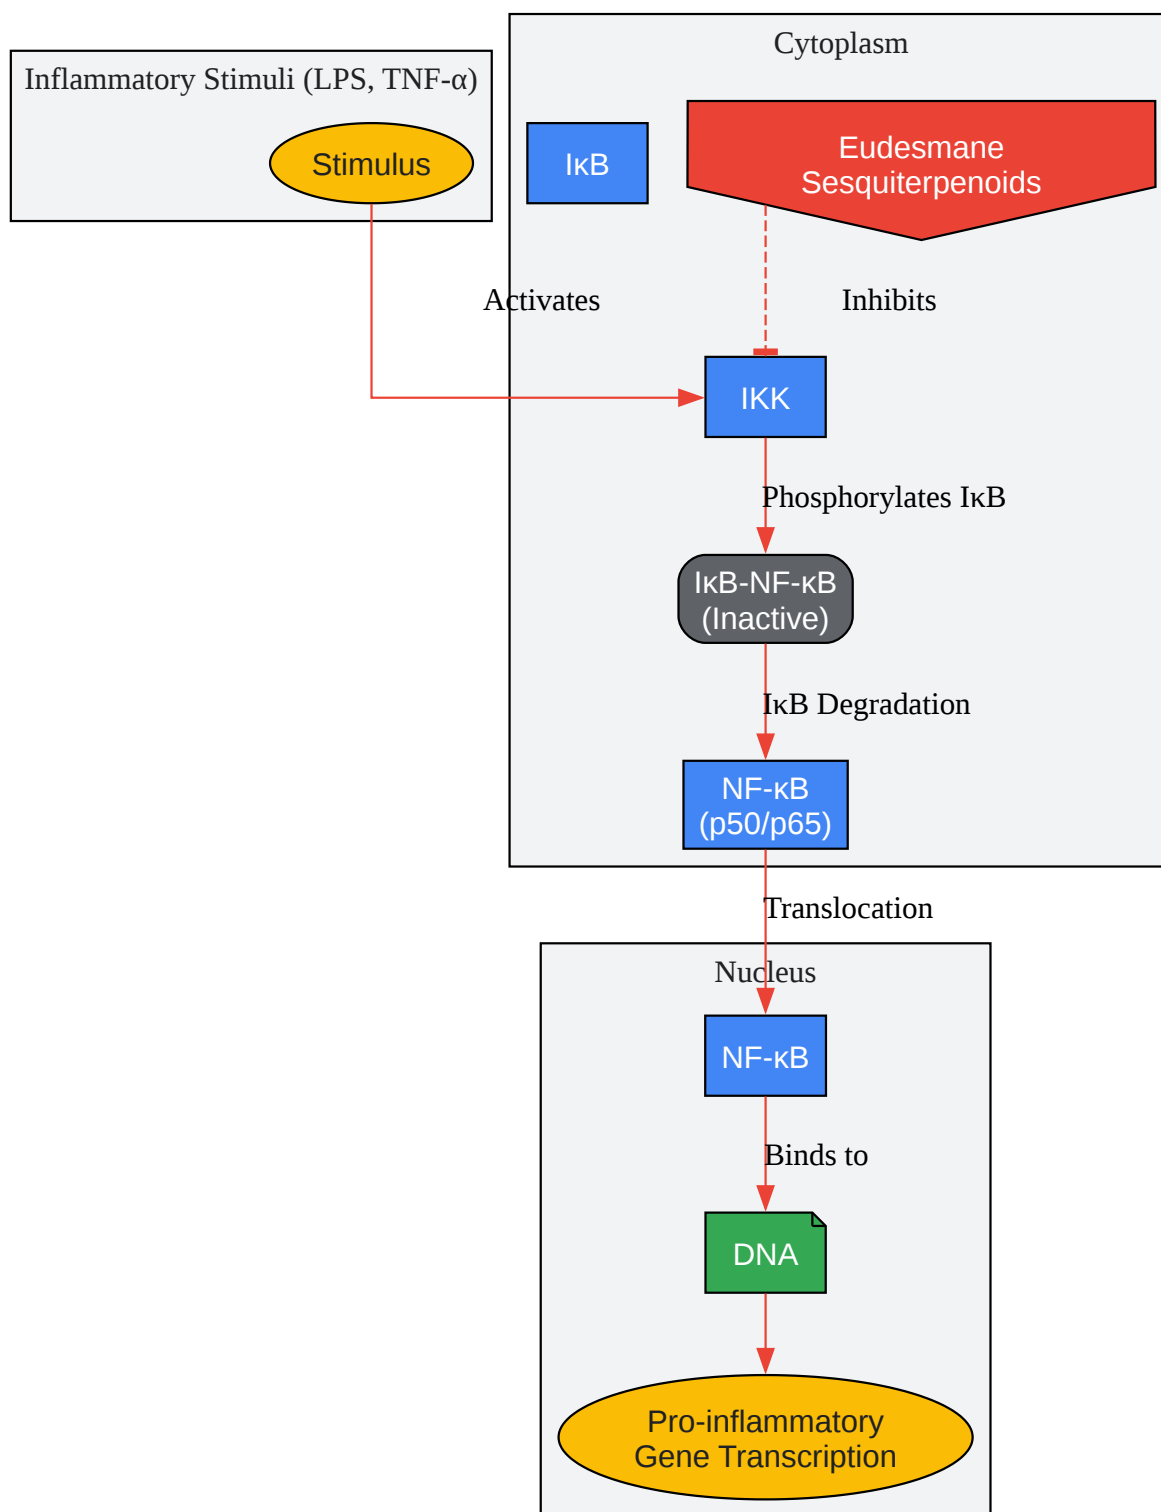 Cytoplasm
Inflammatory Stimuli (LPS, TNF-α)
Stimulus
IκB
Eudesmane
Sesquiterpenoids
Activates
Inhibits
IKK
Phosphorylates IκB
IκB-NF-κB
(Inactive)
IκB Degradation
NF-κB
(p50/p65)
Translocation
Nucleus
NF-κB
Binds to
DNA
Pro-inflammatory
Gene Transcription